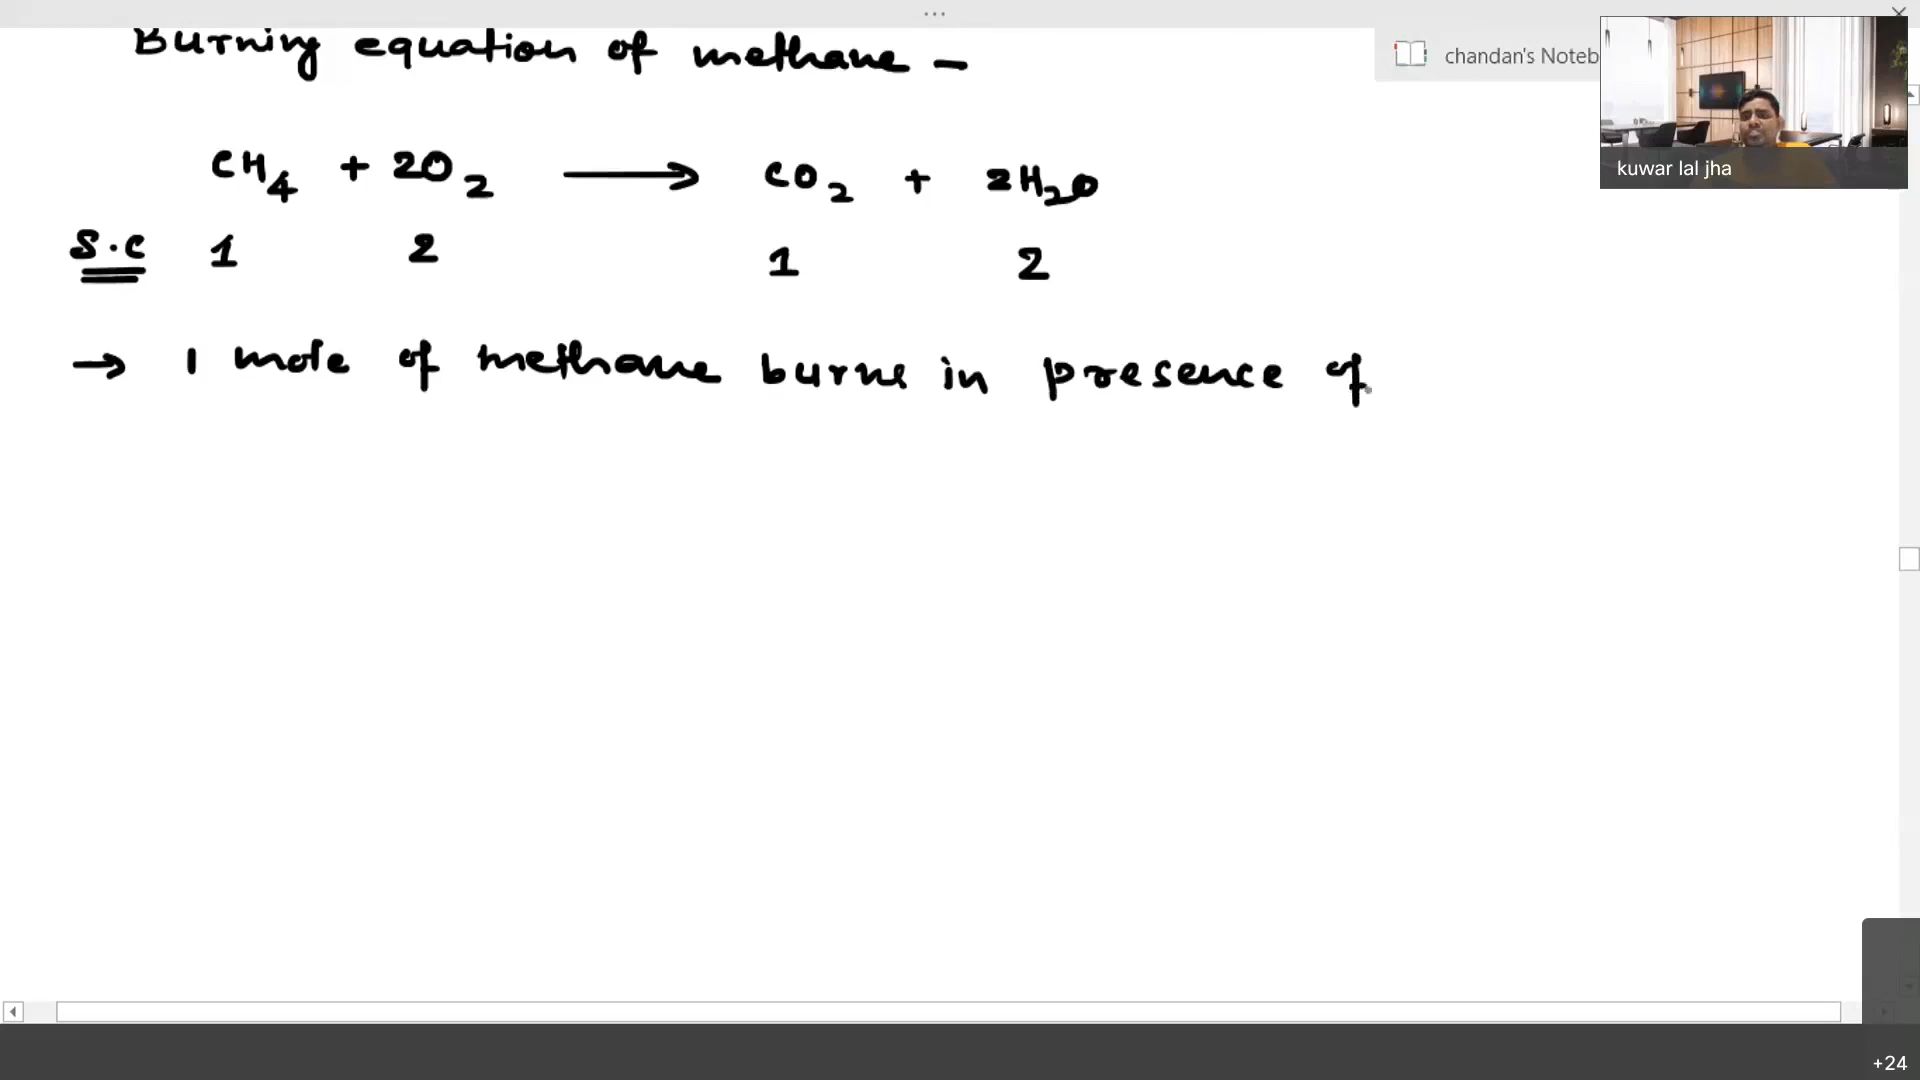 Burning equation of methane -
chandan's Noteb
kuwar lal jha
CH4 + 2O2 ⟶ CO2 + 2H2O
S.C 1 2 1 2
→ 1 mole of methane burns in presence of
+24